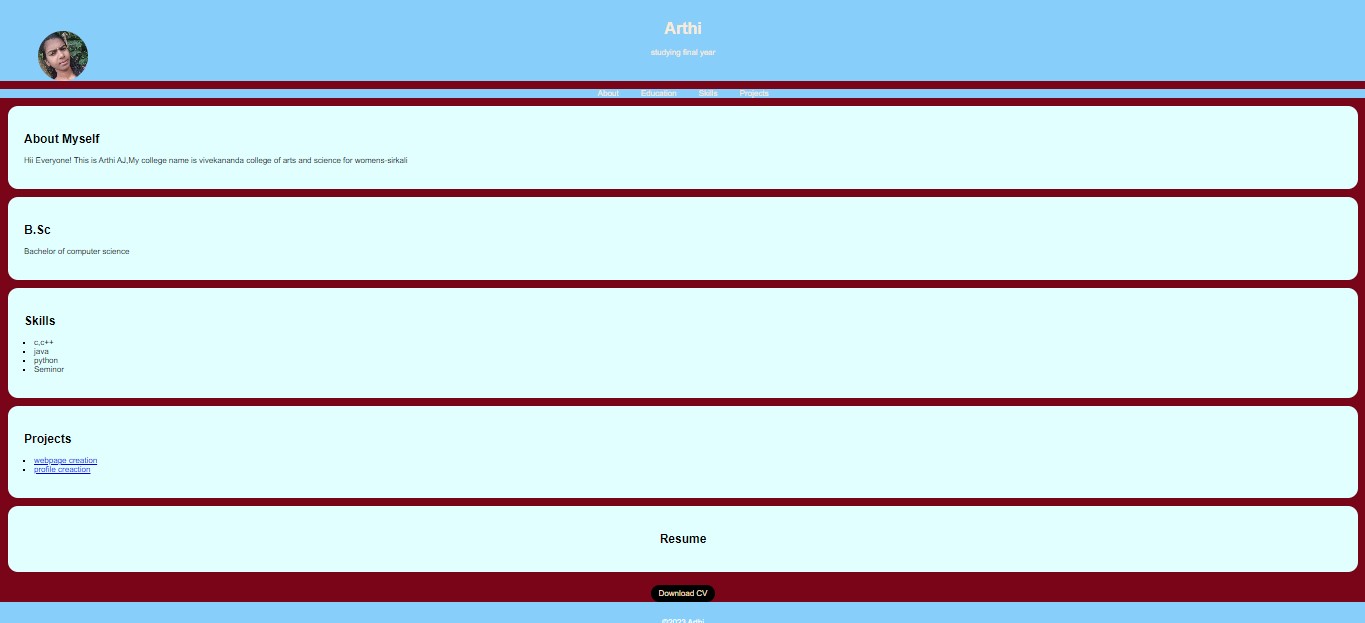 Arthi
studying final year
About Education Skills Projects
About Myself
Hii Everyone! This is Arthi AJ,My college name is vivekananda college of arts and science for womens-sirkali
B.Sc
Bachelor of computer science
Skills
c,c++
java
python
Seminor
Projects
webpage creation
profile creaction
Resume
Download CV
©2023 Arthi